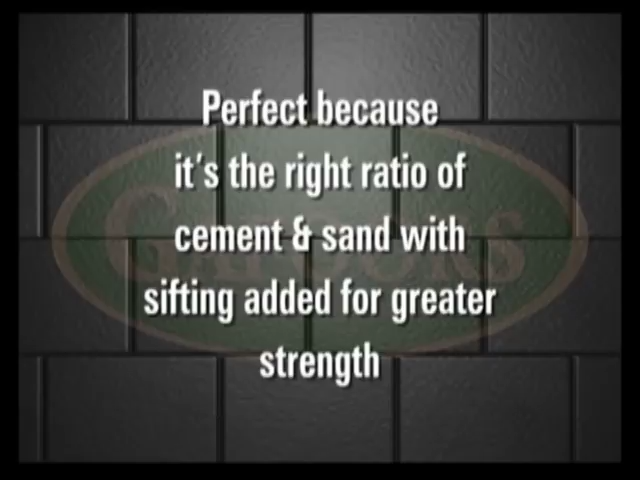 Perfect because
it's the right ratio of
cement & sand with
sifting added for greater
strength